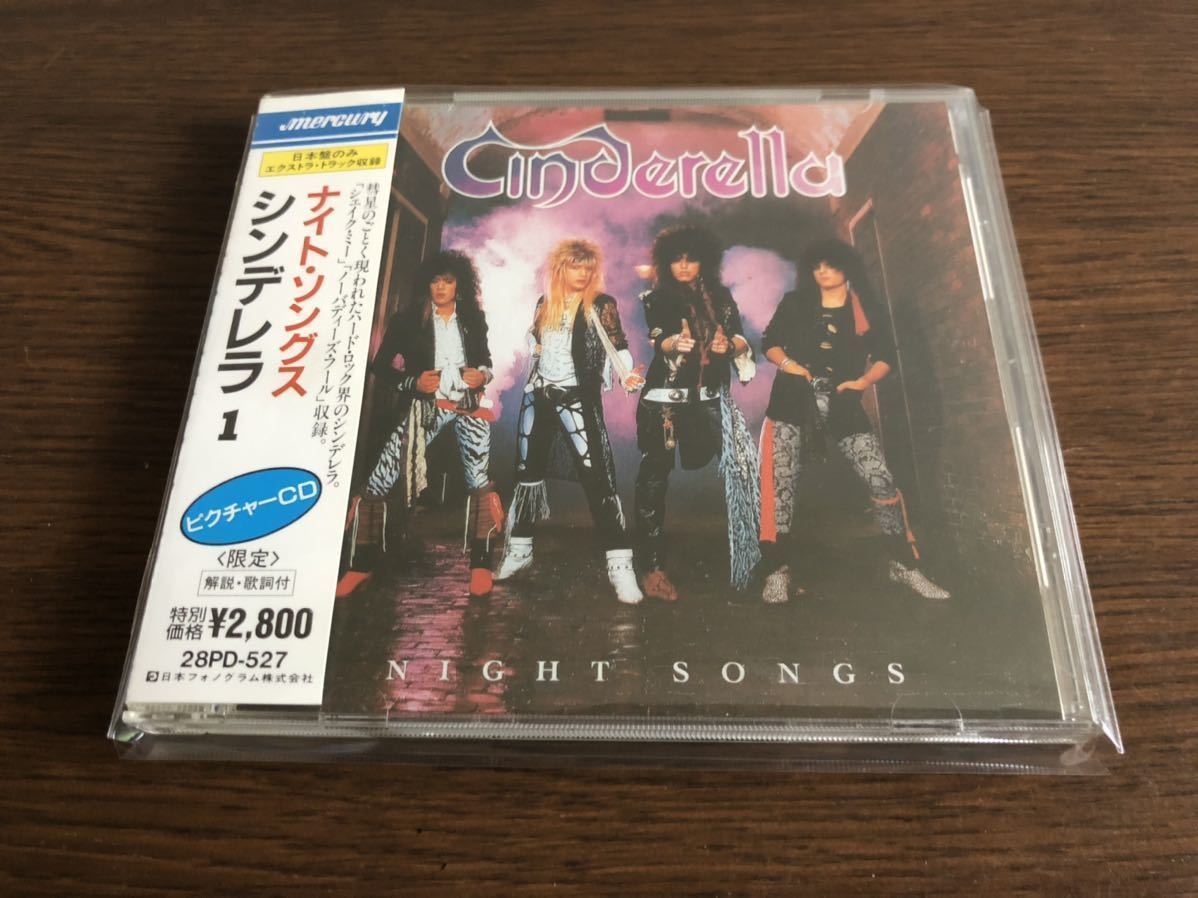 mercury
日本盤のみ
エクストラ・トラック収録
彗星のごとく現われたハード・ロック界のシンデレラ。
「シェイク・ミー」「ノーバディーズ・フール」収録。
ナイト・ソングス
シンデレラ 1
ピクチャーCD
〈限定〉
解説・歌詞付
特別
価格 ¥2,800
28PD-527
日本フォノグラム株式会社
Cinderella
NIGHT SONGS